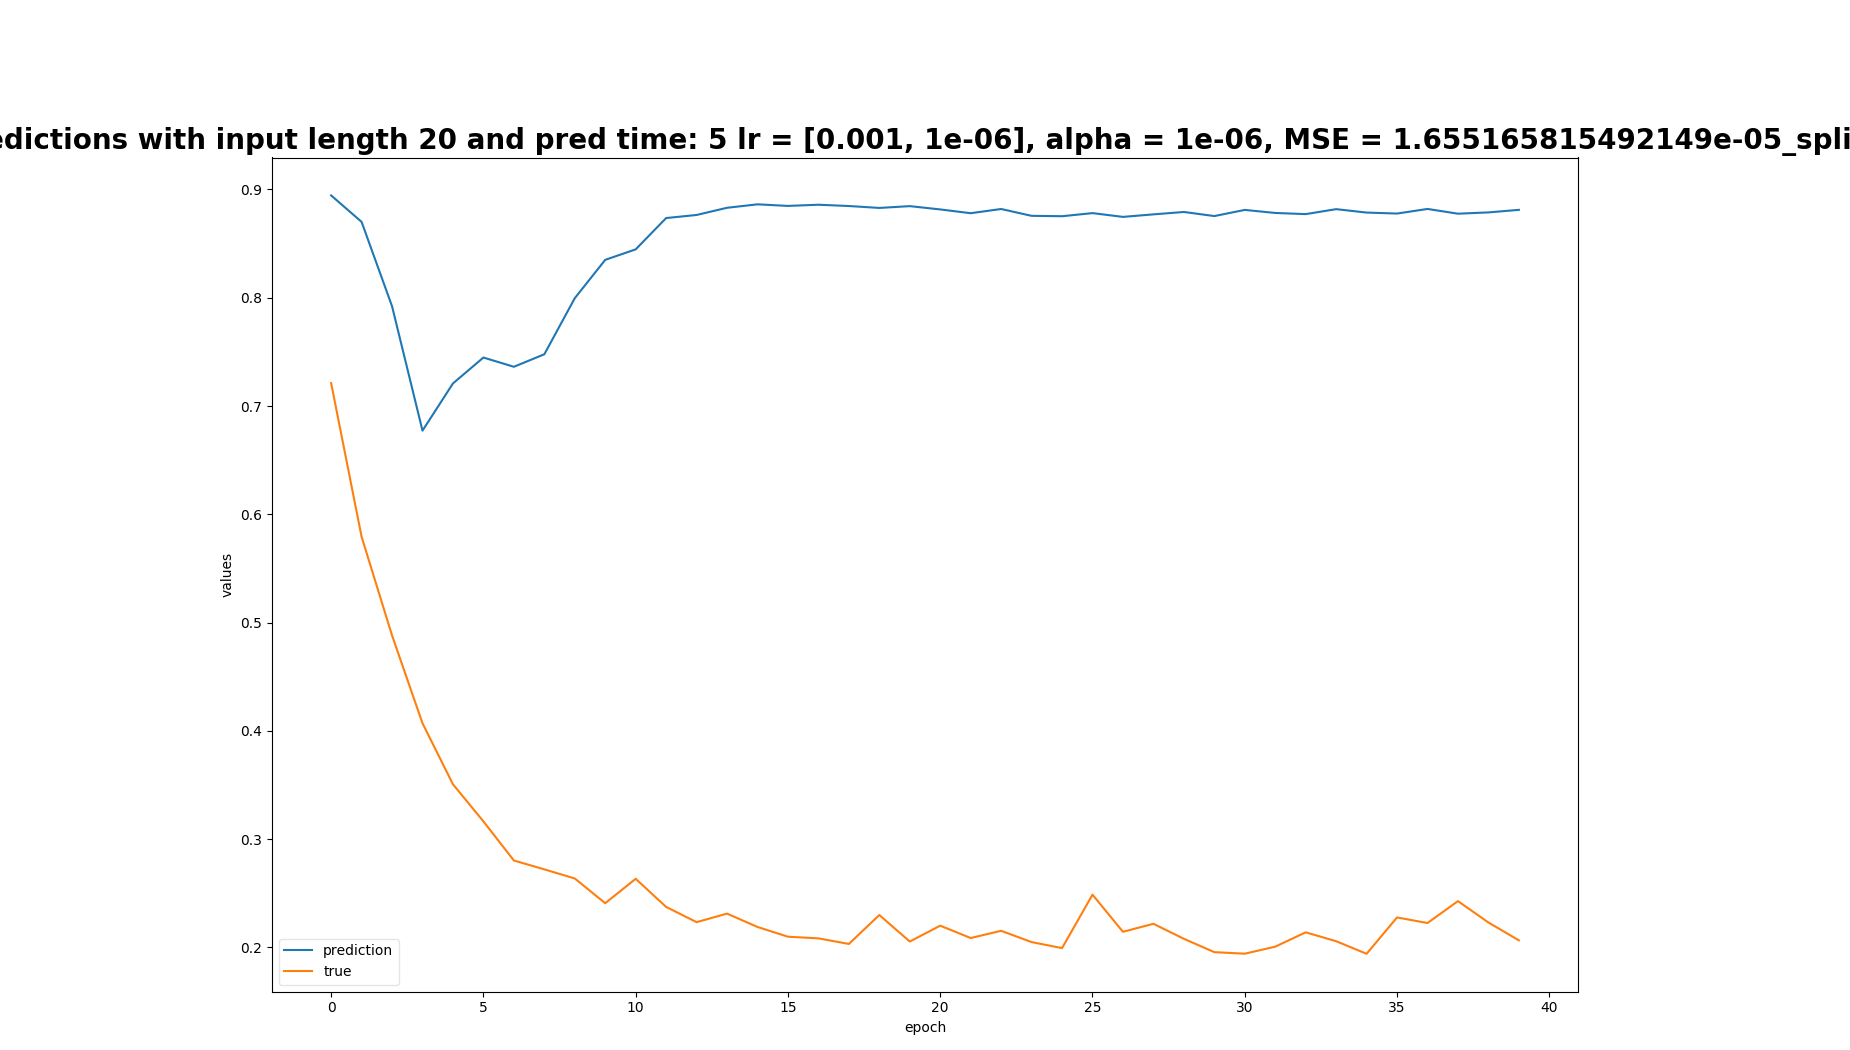 with input length 20 and pred time: 5 lr = [0.001, 1e-06], alpha = 1e-06, MSE = 1.655165815492149e-05_spli
0.9
0.8
0.7
0.6
0.5
0.4
0.3
0.2
values
prediction
true
0 5 10 15 20 25 30 35 40
epoch